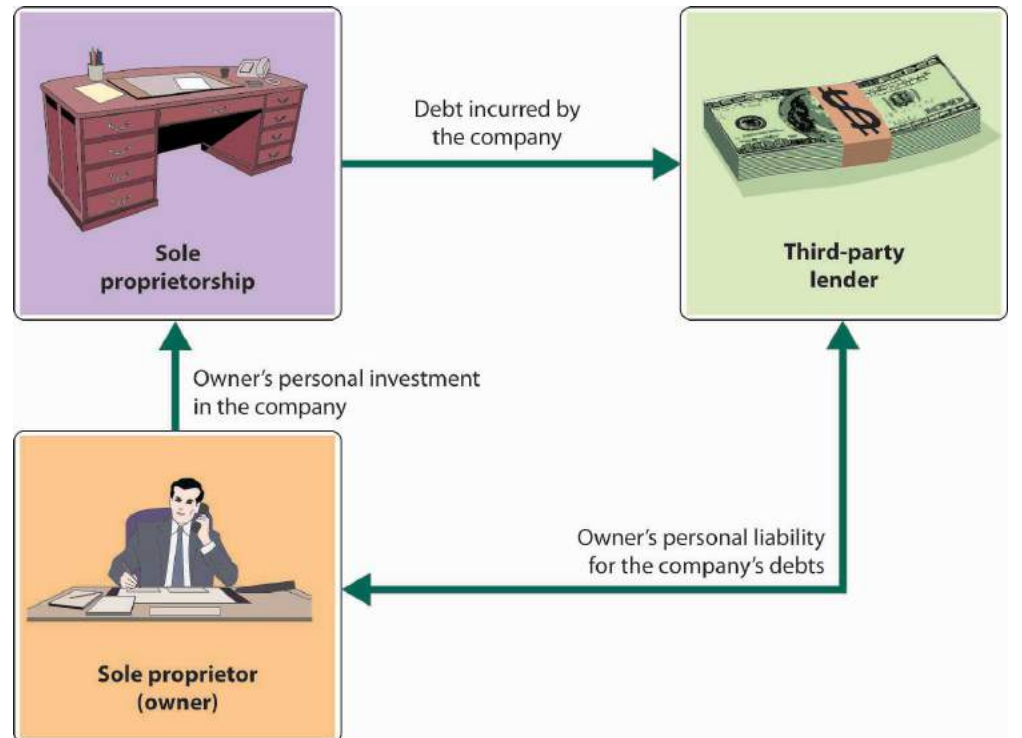 Debt incurred by
the company
Sole
proprietorship
Third-party
lender
Owner’s personal investment
in the company
Owner’s personal liability
for the company’s debts
Sole proprietor
(owner)